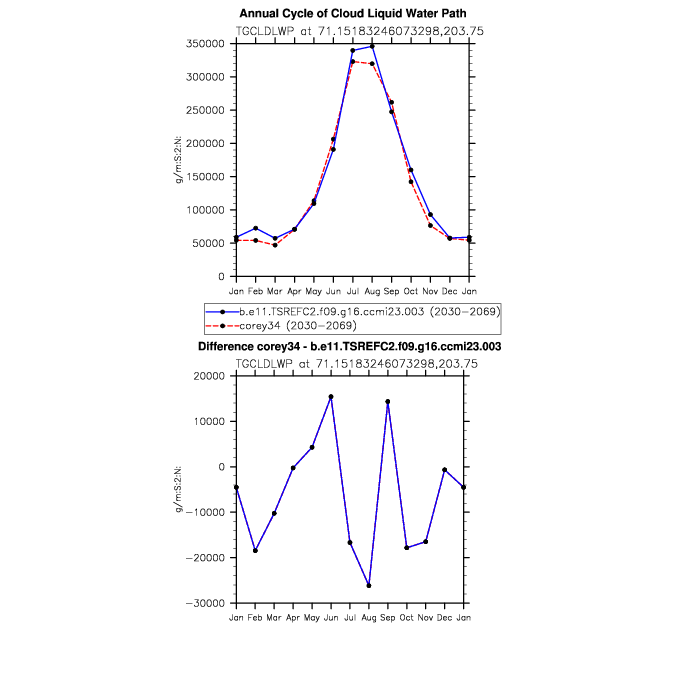 Annual Cycle of Cloud Liquid Water Path
TGCLDLWP at 71.15183246073298,203.75
350000
300000
250000
200000
150000
100000
50000
0
g/m:S:2:N:
Jan Feb Mar Apr May Jun Jul Aug Sep Oct Nov Dec Jan
b.e11.TSREFC2.f09.g16.ccmi23.003 (2030-2069)
corey34 (2030-2069)
Difference corey34 - b.e11.TSREFC2.f09.g16.ccmi23.003
TGCLDLWP at 71.15183246073298,203.75
20000
10000
0
-10000
-20000
-30000
g/m:S:2:N:
Jan Feb Mar Apr May Jun Jul Aug Sep Oct Nov Dec Jan